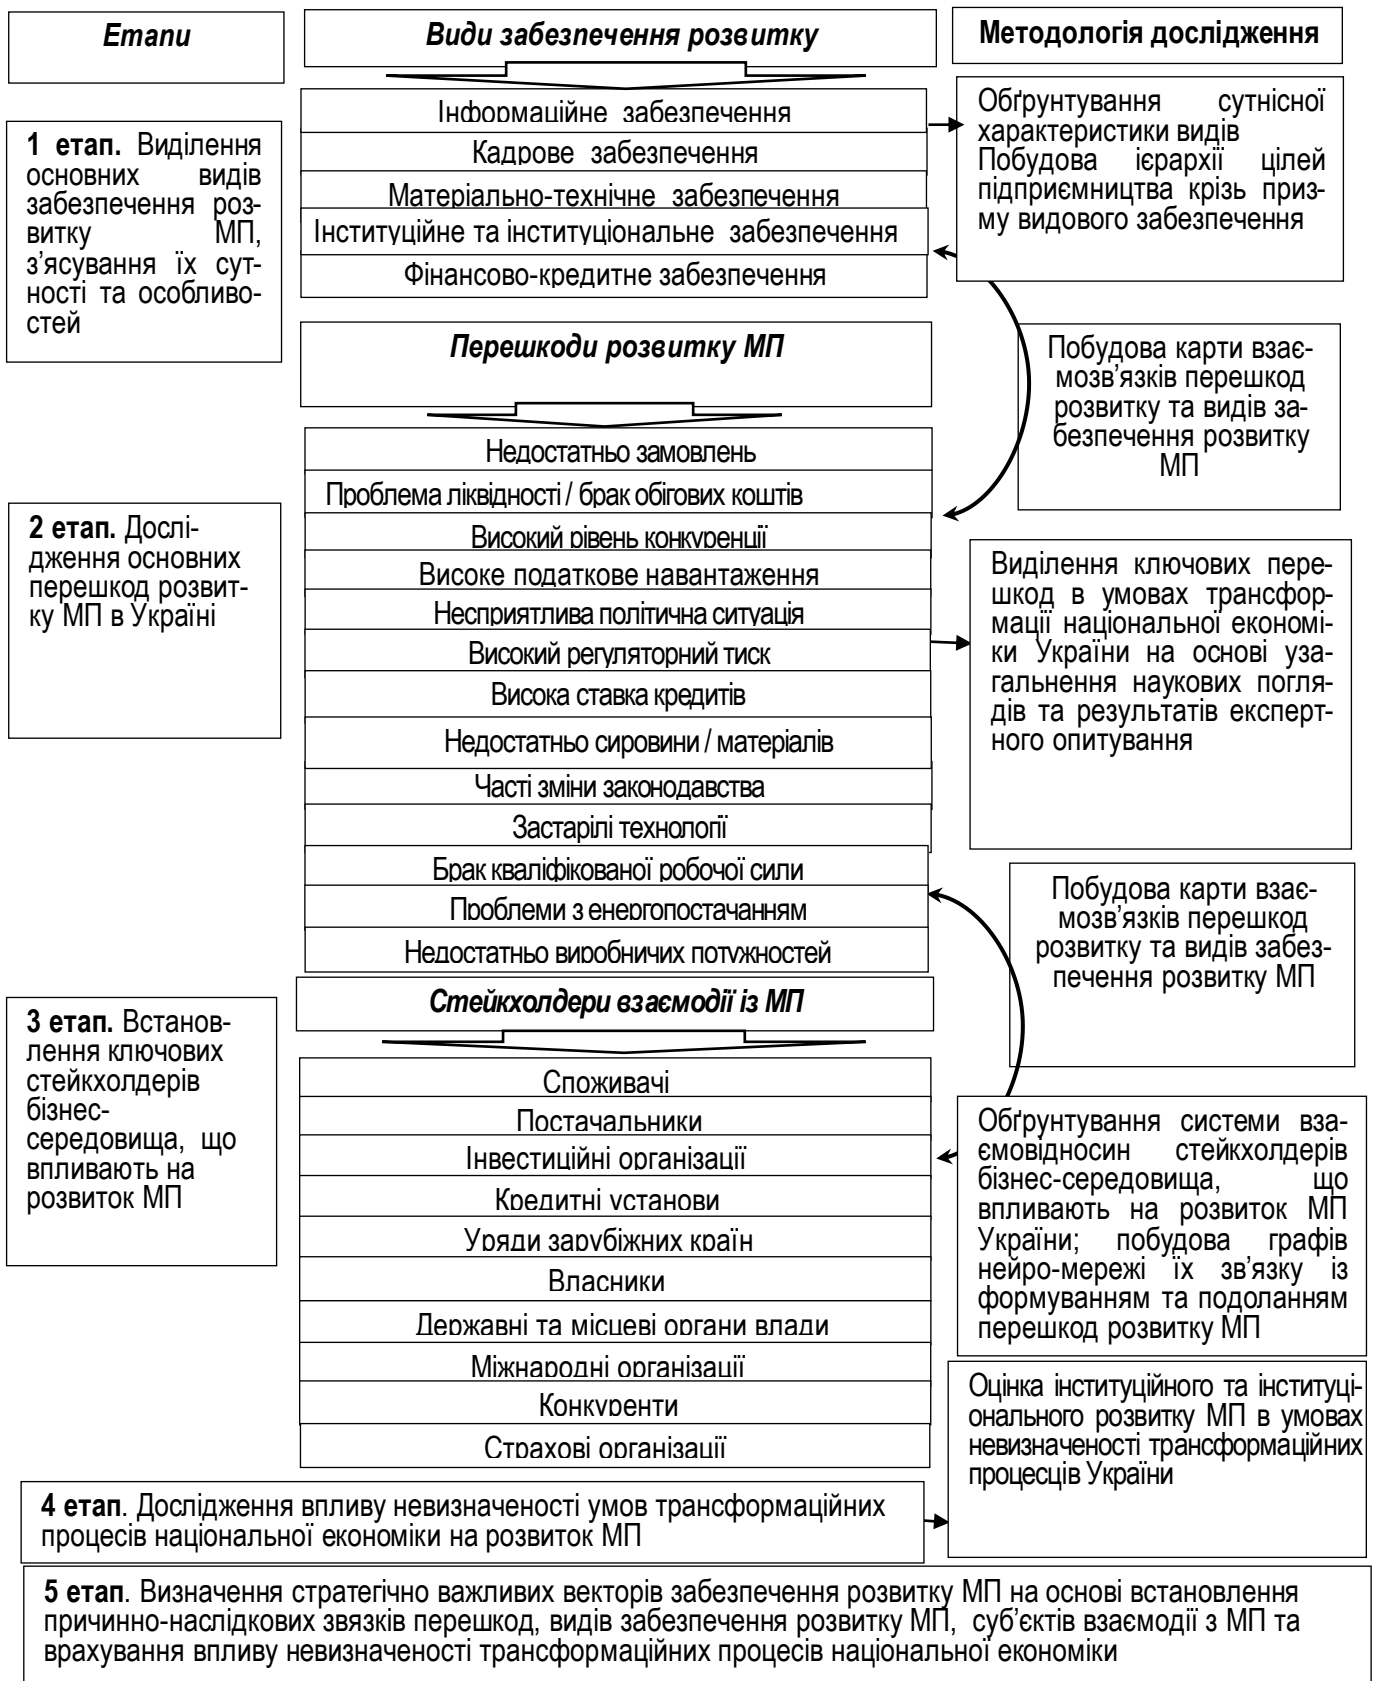 Етапи
Види забезпечення розвитку
Методологія дослідження
1 етап. Виділення
основних видів
забезпечення роз-
витку МП,
з’ясування їх сут-
ності та особливо-
стей
Інформаційне забезпечення
Кадрове забезпечення
Матеріально-технічне забезпечення
Інституційне та інституціональне забезпечення
Фінансово-кредитне забезпечення
Обґрунтування сутнісної
характеристики видів
Побудова ієрархії цілей
підприємництва крізь приз-
му видового забезпечення
Перешкоди розвитку МП
Побудова карти взає-
мозв’язків перешкод
розвитку та видів за-
безпечення розвитку
МП
2 етап. Дослі-
дження основних
перешкод розвит-
ку МП в Україні
Недостатньо замовлень
Проблема ліквідності / брак обігових коштів
Високий рівень конкуренції
Високе податкове навантаження
Несприятлива політична ситуація
Високий регуляторний тиск
Висока ставка кредитів
Недостатньо сировини / матеріалів
Часті зміни законодавства
Застарілі технології
Брак кваліфікованої робочої сили
Проблеми з енергопостачанням
Недостатньо виробничих потужностей
Виділення ключових пере-
шкод в умовах трансфор-
мації національної економі-
ки України на основі уза-
гальнення наукових погля-
дів та результатів експерт-
ного опитування
Побудова карти взає-
мозв’язків перешкод
розвитку та видів забез-
печення розвитку МП
3 етап. Встанов-
лення ключових
стейкхолдерів
бізнес-
середовища, що
впливають на
розвиток МП
Стейкхолдери взаємодії із МП
Споживачі
Постачальники
Інвестиційні організації
Кредитні установи
Уряди зарубіжних країн
Власники
Державні та місцеві органи влади
Міжнародні організації
Конкуренти
Страхові організації
Обґрунтування системи вза-
ємовідносин стейкхолдерів
бізнес-середовища, що
впливають на розвиток МП
України; побудова графів
нейро-мережі їх зв’язку із
формуванням та подоланням
перешкод розвитку МП
Оцінка інституційного та інституці-
онального розвитку МП в умовах
невизначеності трансформаційних
процесців України
4 етап. Дослідження впливу невизначеності умов трансформаційних
процесів національної економіки на розвиток МП
5 етап. Визначення стратегічно важливих векторів забезпечення розвитку МП на основі встановлення
причинно-наслідкових звязків перешкод, видів забезпечення розвитку МП, суб’єктів взаємодії з МП та
врахування впливу невизначеності трансформаційних процесів національної економіки